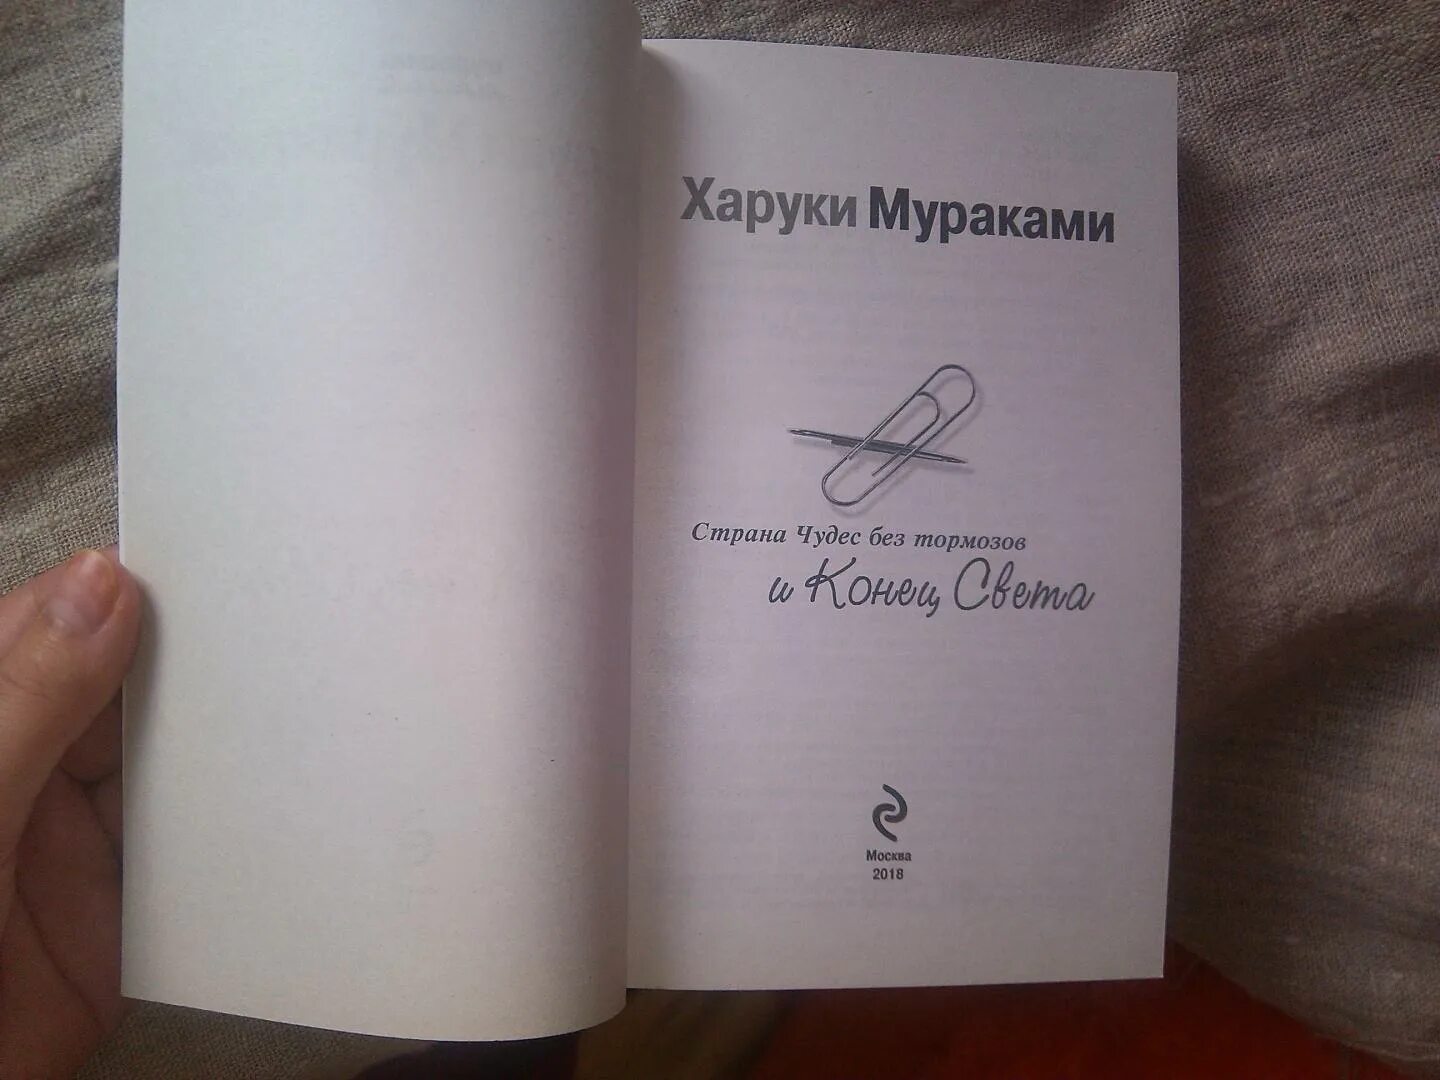 Харуки Мураками
Страна Чудес без тормозов
и Конец Света
Москва
2018